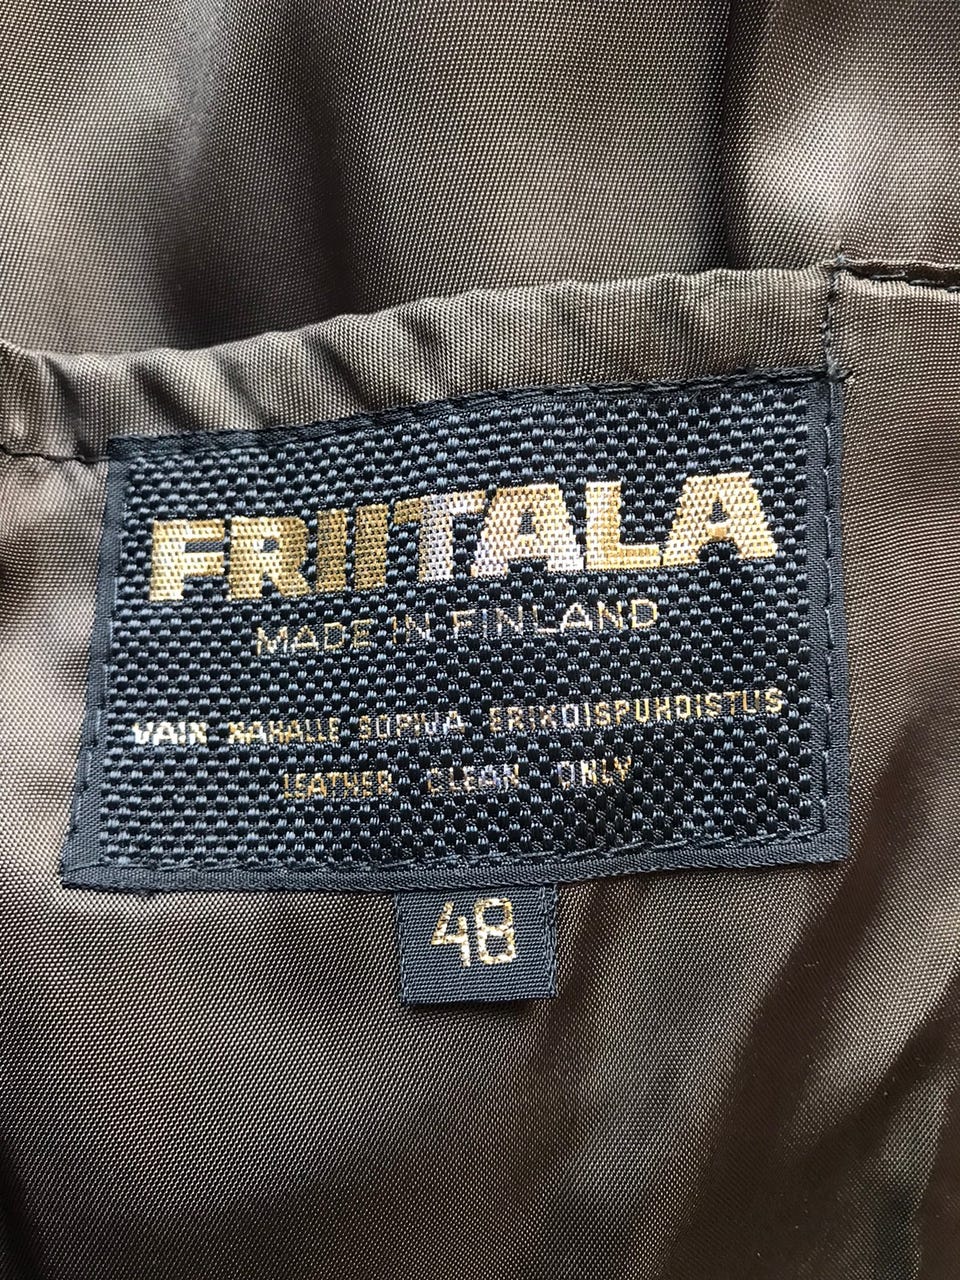 FRIITALA
MADE IN FINLAND
VAIN NAHALLE SOPIVA ERIKOISPUHDISTUS
LEATHER CLEAN ONLY
48